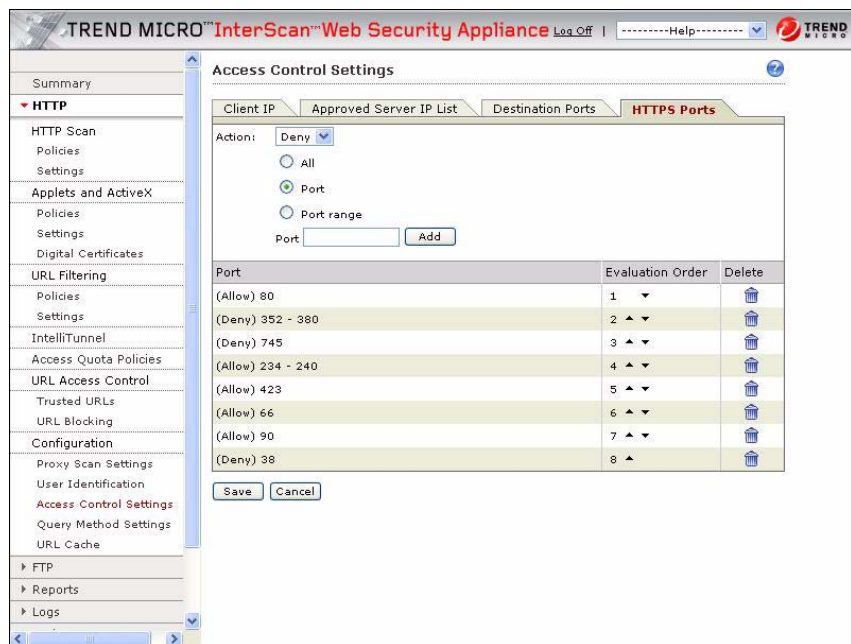 TREND MICRO™ InterScan™ Web Security Appliance Log Off | ---------Help--------- TREND MICRO
Summary
HTTP
HTTP Scan
Policies
Settings
Applets and ActiveX
Policies
Settings
Digital Certificates
URL Filtering
Policies
Settings
IntelliTunnel
Access Quota Policies
URL Access Control
Trusted URLs
URL Blocking
Configuration
Proxy Scan Settings
User Identification
Access Control Settings
Query Method Settings
URL Cache
FTP
Reports
Logs
Access Control Settings ?
Client IP Approved Server IP List Destination Ports HTTPS Ports
Action: Deny
All
Port
Port range
Port Add
Port Evaluation Order Delete
(Allow) 80 1
(Deny) 352 - 380 2
(Deny) 745 3
(Allow) 234 - 240 4
(Allow) 423 5
(Allow) 66 6
(Allow) 90 7
(Deny) 38 8
Save Cancel